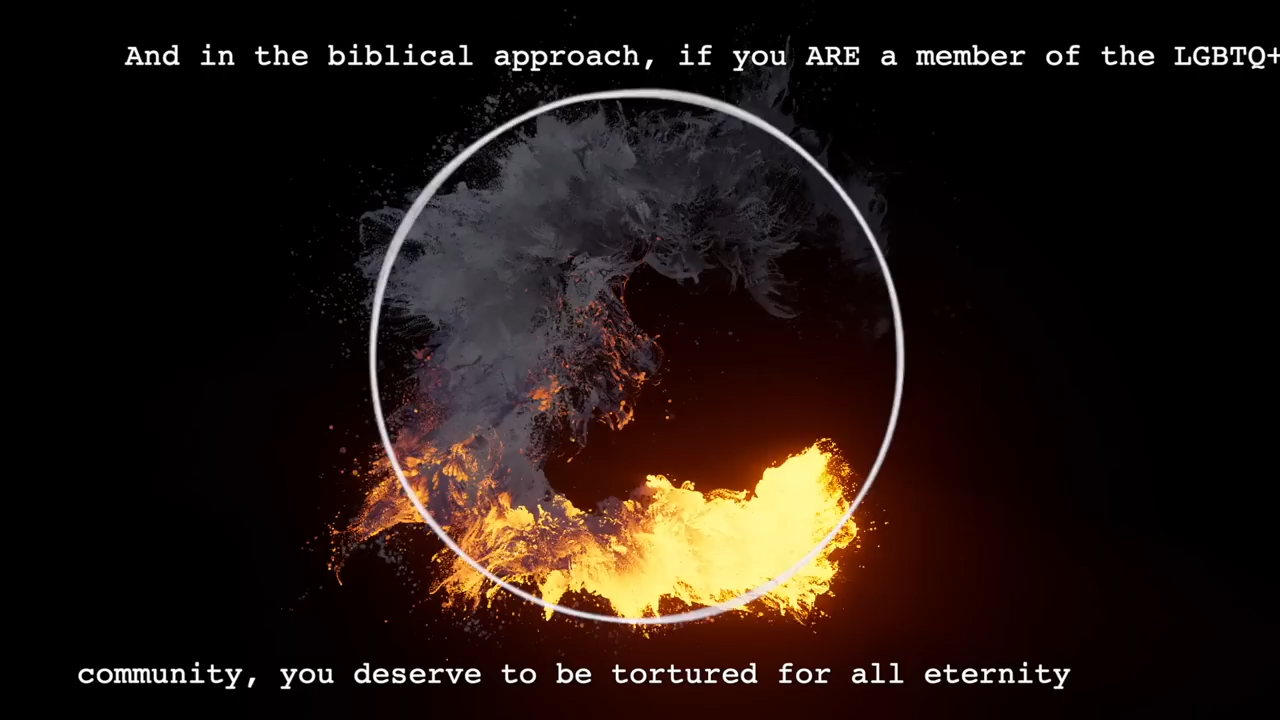 And in the biblical approach, if you ARE a member of the LGBTQ+
community, you deserve to be tortured for all eternity